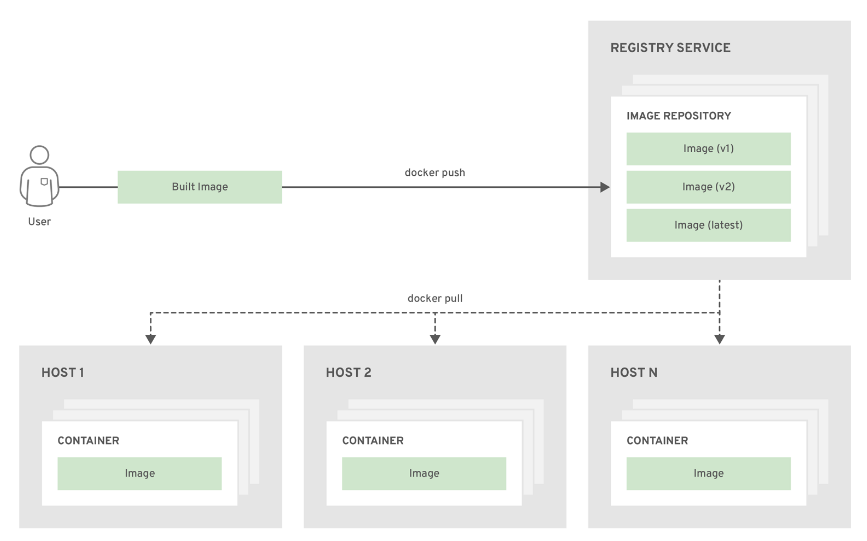 REGISTRY SERVICE
IMAGE REPOSITORY
Image (v1)
docker push
Built Image
Image (v2)
User
Image (latest)
docker pull
HOST 1
CONTAINER
Image
HOST 2
CONTAINER
Image
HOST N
CONTAINER
Image